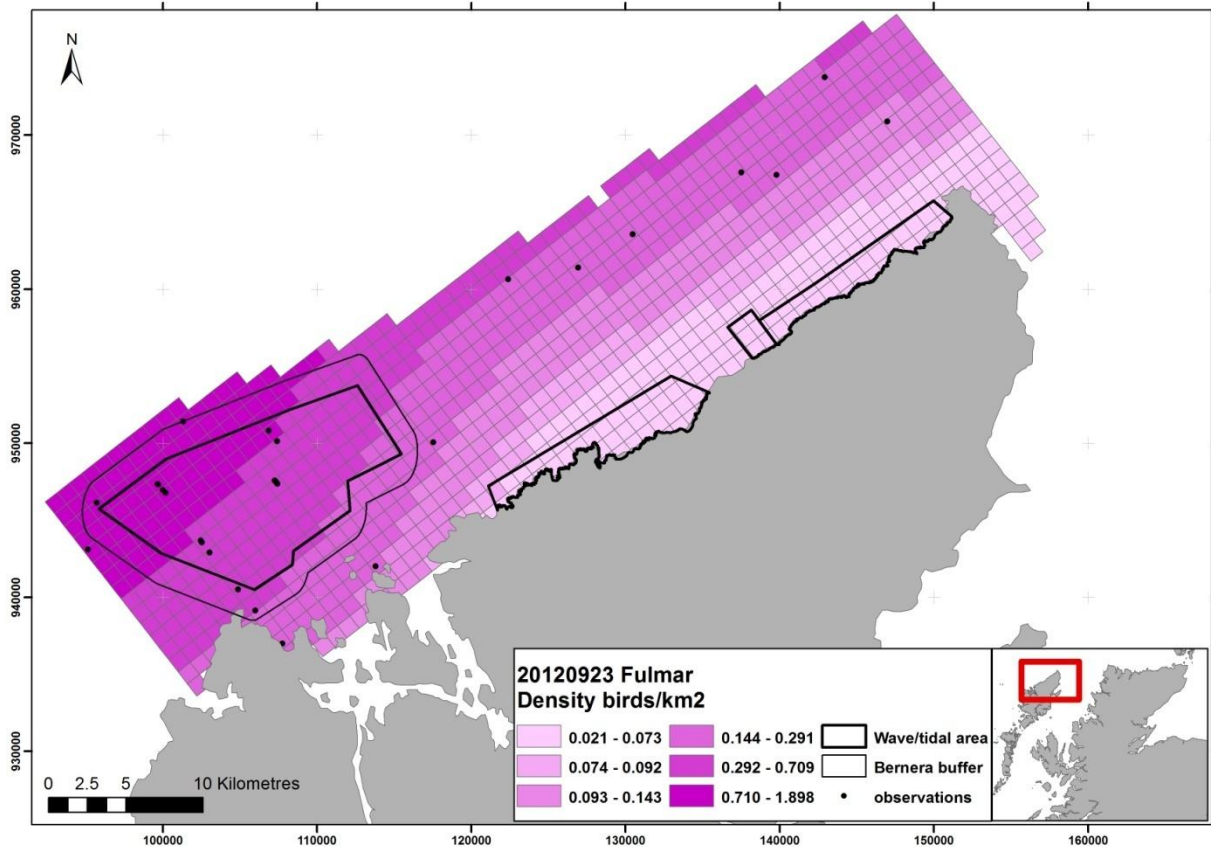 N
970000
960000
950000
940000
930000
20120923 Fulmar
Density birds/km2
0.021 - 0.073
0.144 - 0.291
Wave/tidal area
0.074 - 0.092
0.292 - 0.709
Bernera buffer
0.093 - 0.143
0.710 - 1.898
observations
0 2.5 5 10 Kilometres
100000 110000 120000 130000 140000 150000 160000